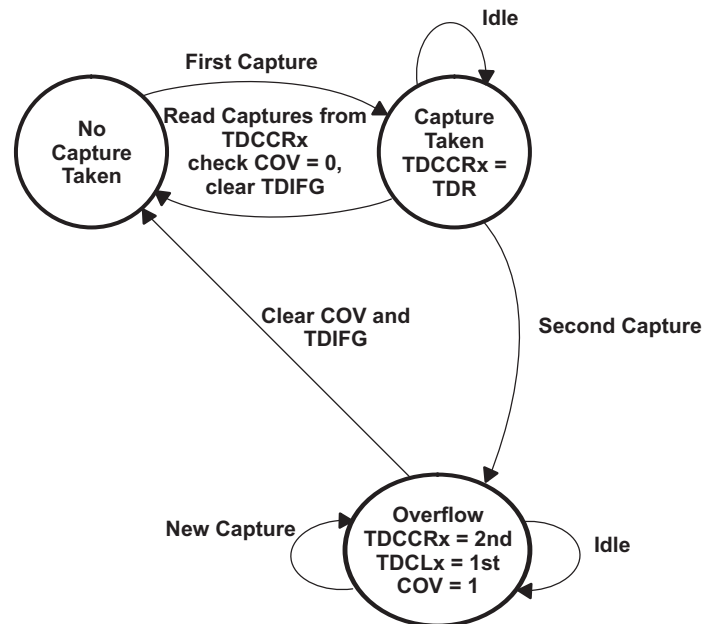 Idle
First Capture
No
Capture
Taken
Read Captures from
TDCCRx
check COV = 0,
clear TDIFG
Capture
Taken
TDCCRx =
TDR
Clear COV and
TDIFG
Second Capture
New Capture
Overflow
TDCCRx = 2nd
TDCLx = 1st
COV = 1
Idle